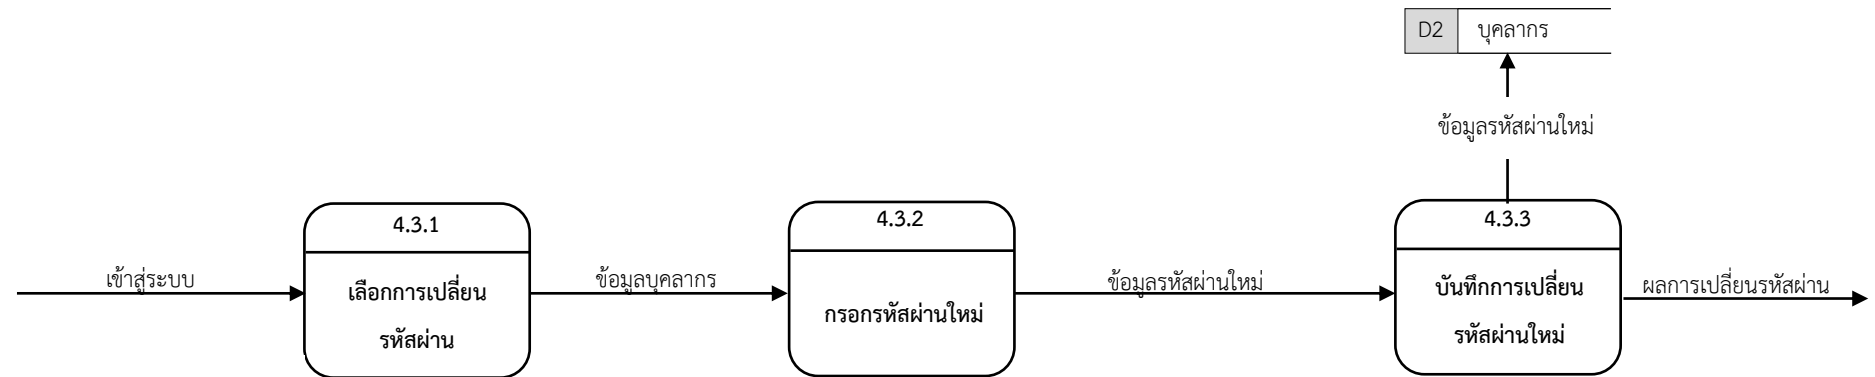 D2 บุคลากร
ข้อมูลรหัสผ่านใหม่
4.3.1
4.3.2
4.3.3
เข้าสู่ระบบ
เลือกการเปลี่ยน
รหัสผ่าน
ข้อมูลบุคลากร
กรอกรหัสผ่านใหม่
ข้อมูลรหัสผ่านใหม่
บันทึกการเปลี่ยน
รหัสผ่านใหม่
ผลการเปลี่ยนรหัสผ่าน